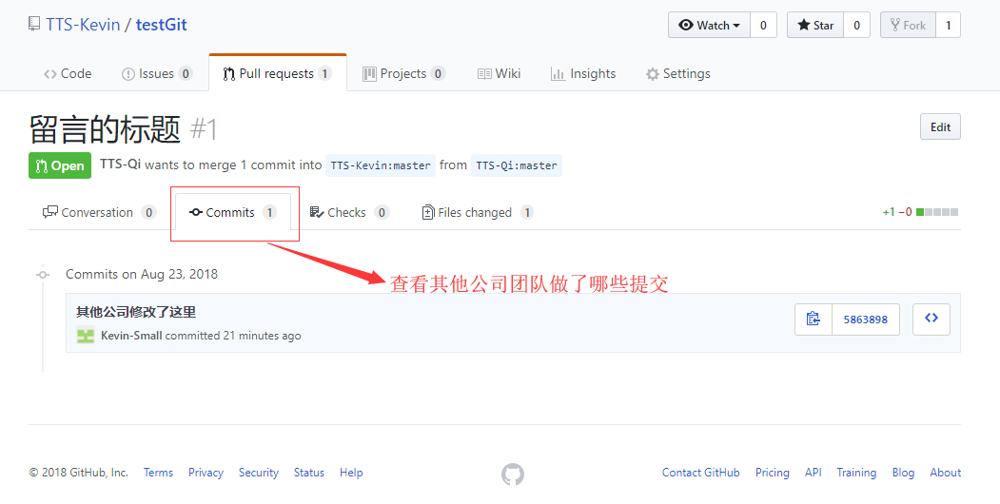 TTS-Kevin / testGit
Watch 0 Star 0 Fork 1
Code Issues 0 Pull requests 1 Projects 0 Wiki Insights Settings
留言的标题 #1
Edit
Open TTS-Qi wants to merge 1 commit into TTS-Kevin:master from TTS-Qi:master
Conversation 0 Commits 1 Checks 0 Files changed 1 +1 −0
Commits on Aug 23, 2018
查看其他公司团队做了哪些提交
其他公司修改了这里
5863898
Kevin-Small committed 21 minutes ago
© 2018 GitHub, Inc. Terms Privacy Security Status Help Contact GitHub Pricing API Training Blog About